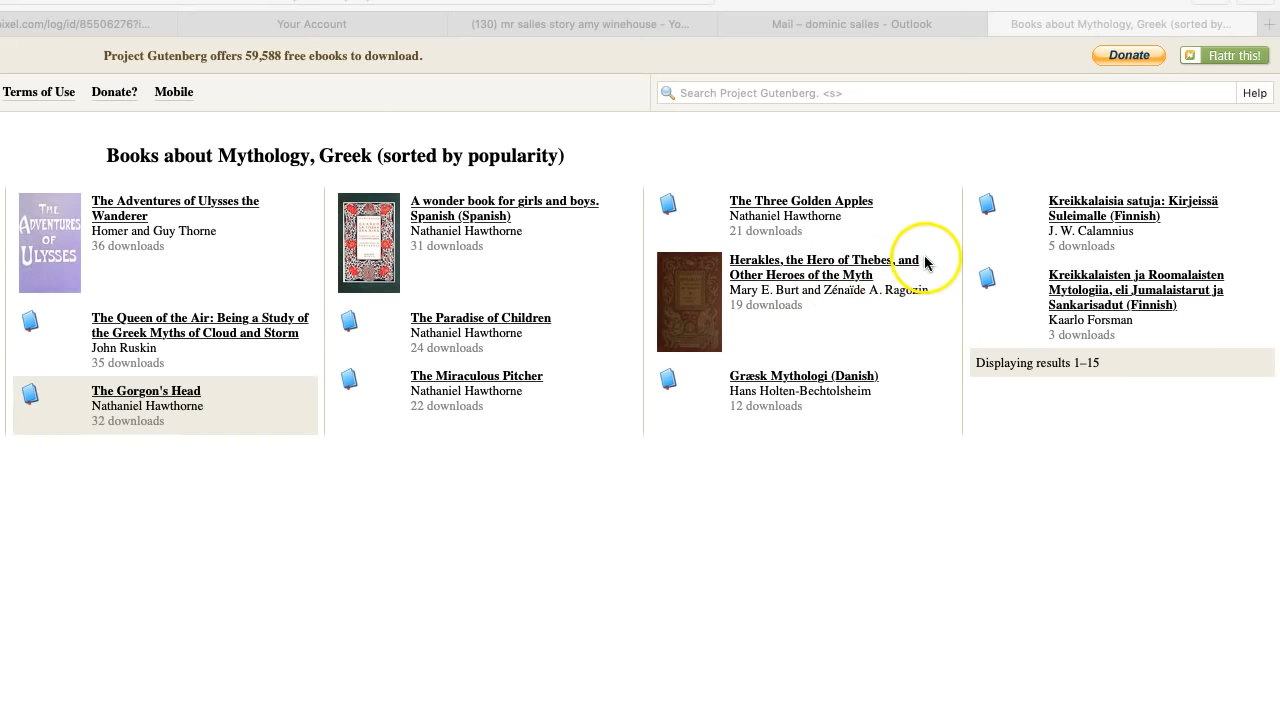 pixel.com/log/id/85506276?i...
Your Account
(130) mr salles story amy winehouse - Yo...
Mail – dominic salles - Outlook
Books about Mythology, Greek (sorted by...
Project Gutenberg offers 59,588 free ebooks to download.
Donate
Flattr this!
Terms of Use
Donate?
Mobile
Search Project Gutenberg. <s>
Help
Books about Mythology, Greek (sorted by popularity)
THE ADVENTURES OF ULYSSES
The Adventures of Ulysses the
Wanderer
Homer and Guy Thorne
36 downloads
The Queen of the Air: Being a Study of
the Greek Myths of Cloud and Storm
John Ruskin
35 downloads
The Gorgon's Head
Nathaniel Hawthorne
32 downloads
A wonder book for girls and boys.
Spanish (Spanish)
Nathaniel Hawthorne
31 downloads
The Paradise of Children
Nathaniel Hawthorne
24 downloads
The Miraculous Pitcher
Nathaniel Hawthorne
22 downloads
The Three Golden Apples
Nathaniel Hawthorne
21 downloads
Herakles, the Hero of Thebes, and
Other Heroes of the Myth
Mary E. Burt and Zénaïde A. Ragozin
19 downloads
Græsk Mythologi (Danish)
Hans Holten-Bechtolsheim
12 downloads
Kreikkalaisia satuja: Kirjeissä
Suleimalle (Finnish)
J. W. Calamnius
5 downloads
Kreikkalaisten ja Roomalaisten
Mytologiia, eli Jumalaistarut ja
Sankarisadut (Finnish)
Kaarlo Forsman
3 downloads
Displaying results 1–15